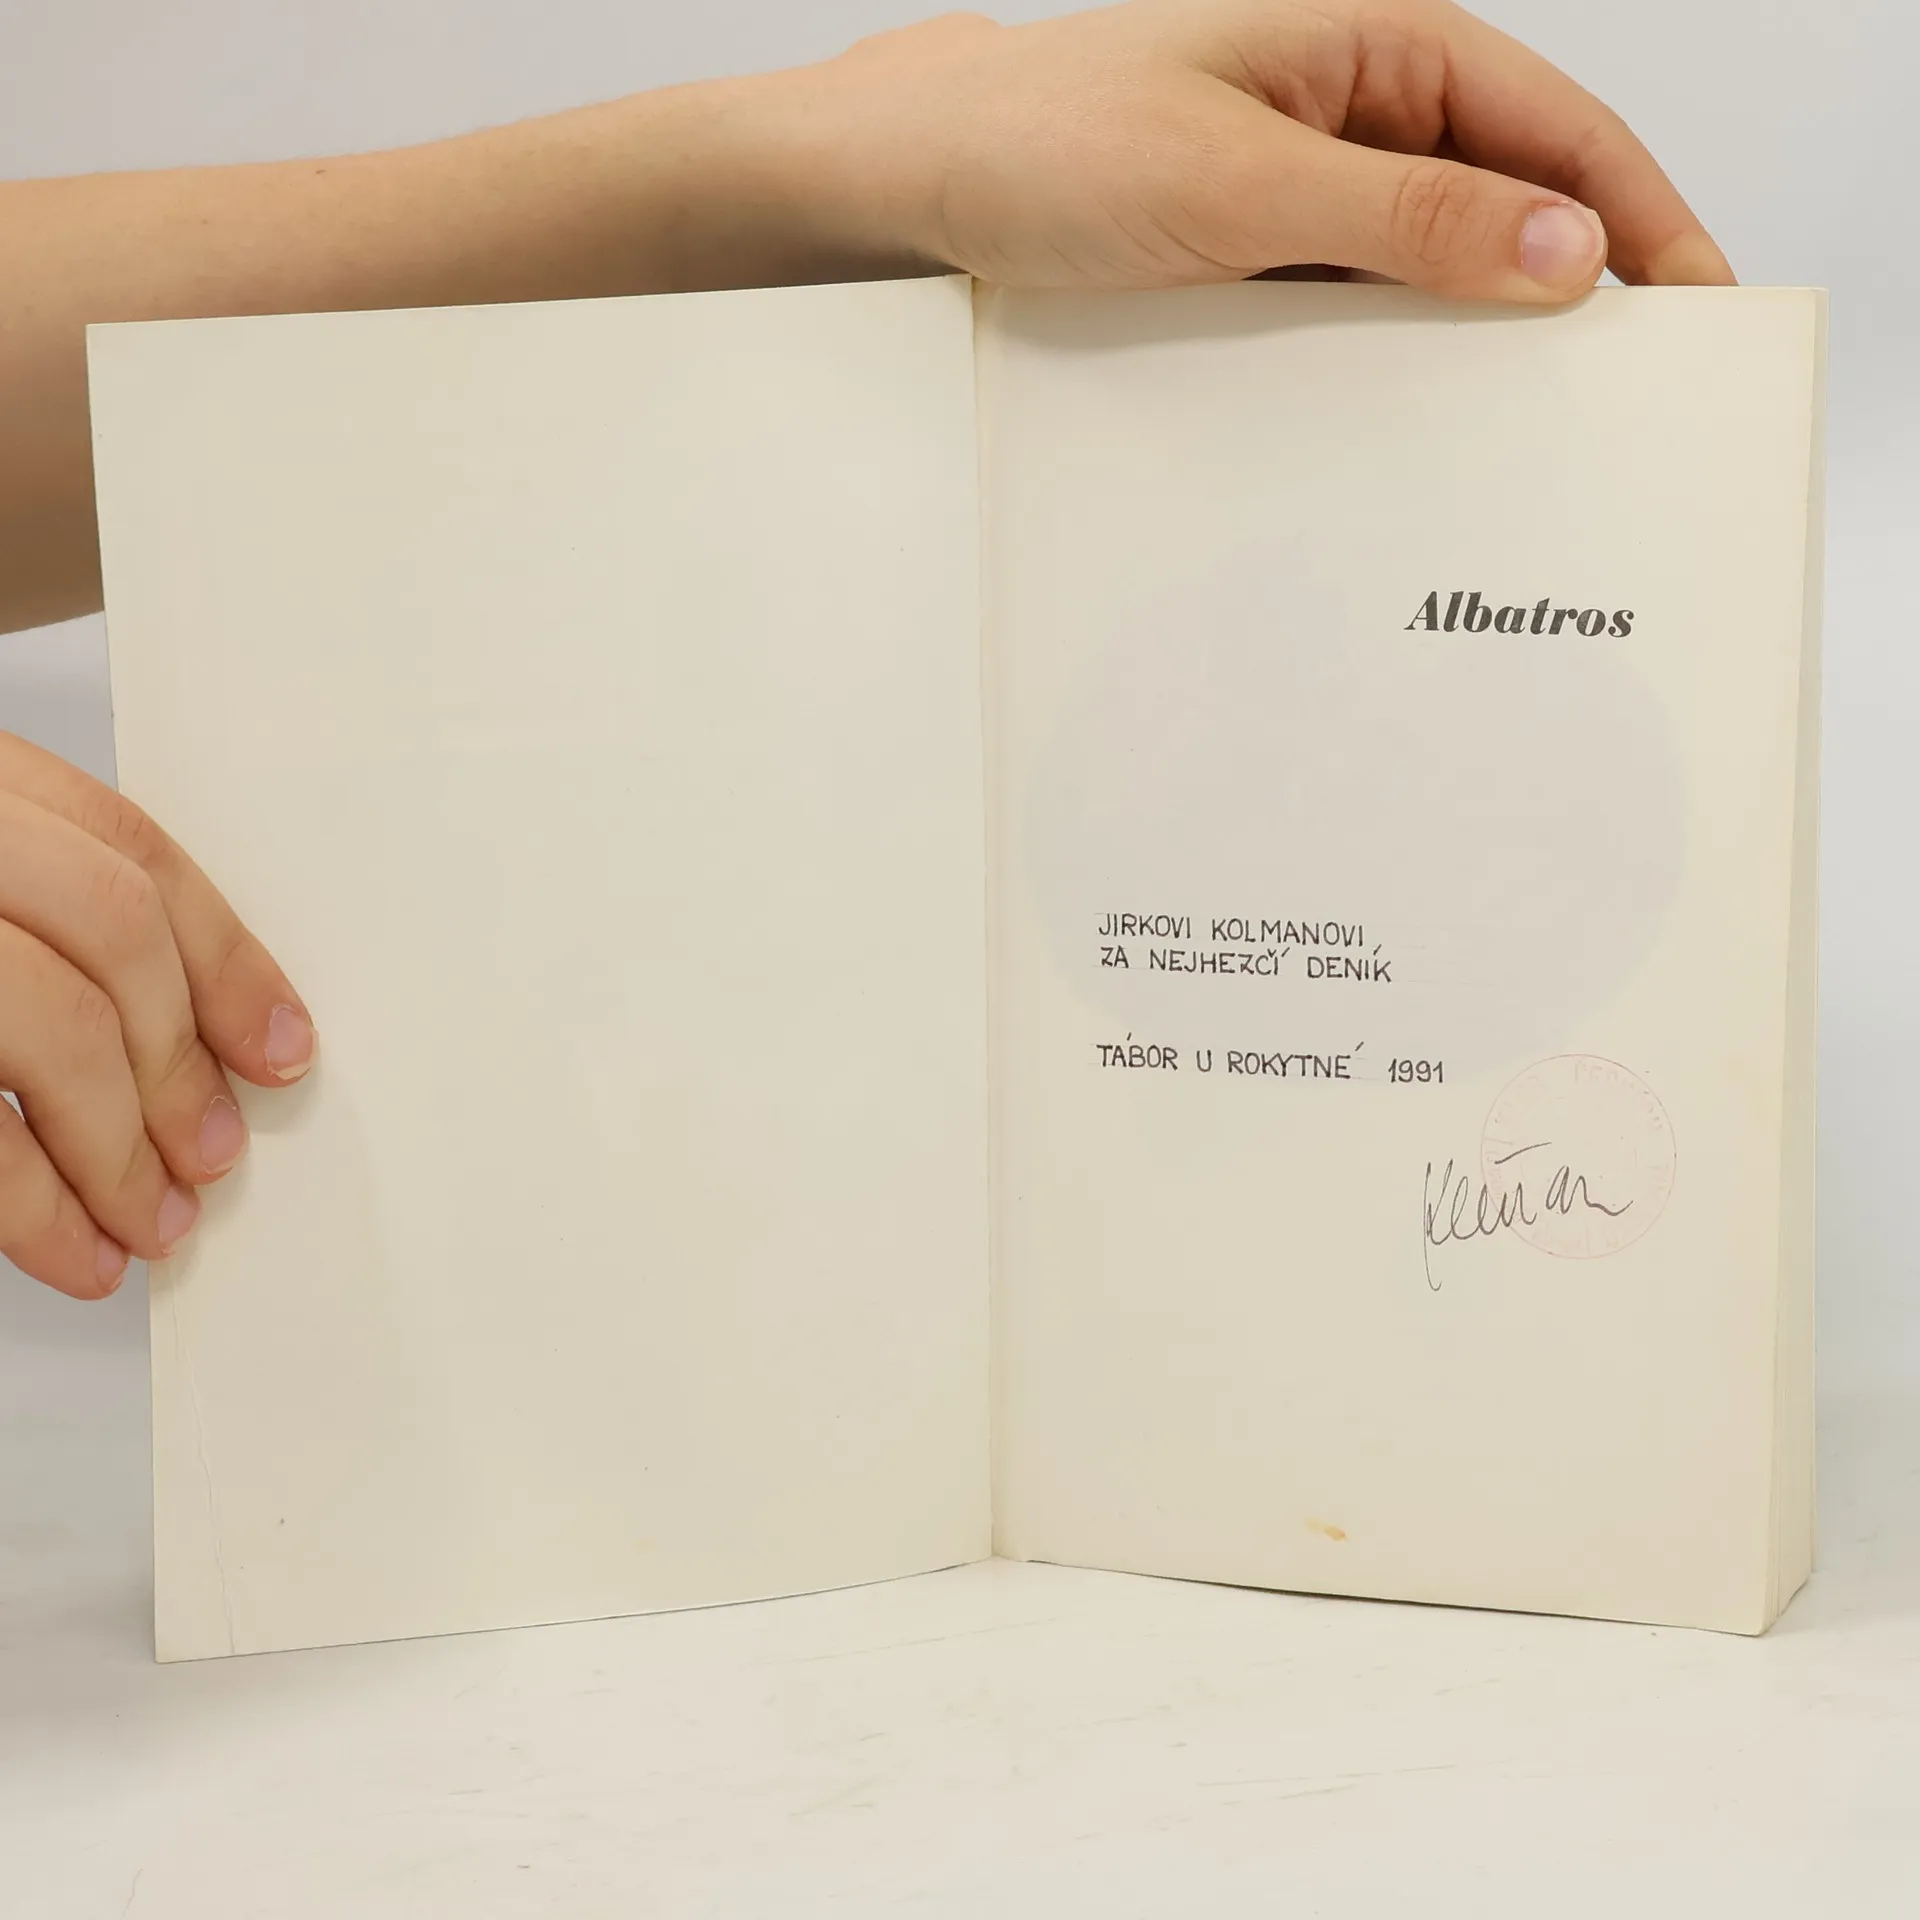 Albatros
JIRKOVI KOLMANOVI
ZA NEJHEZČÍ DENÍK
TÁBOR U ROKYTNÉ 1991